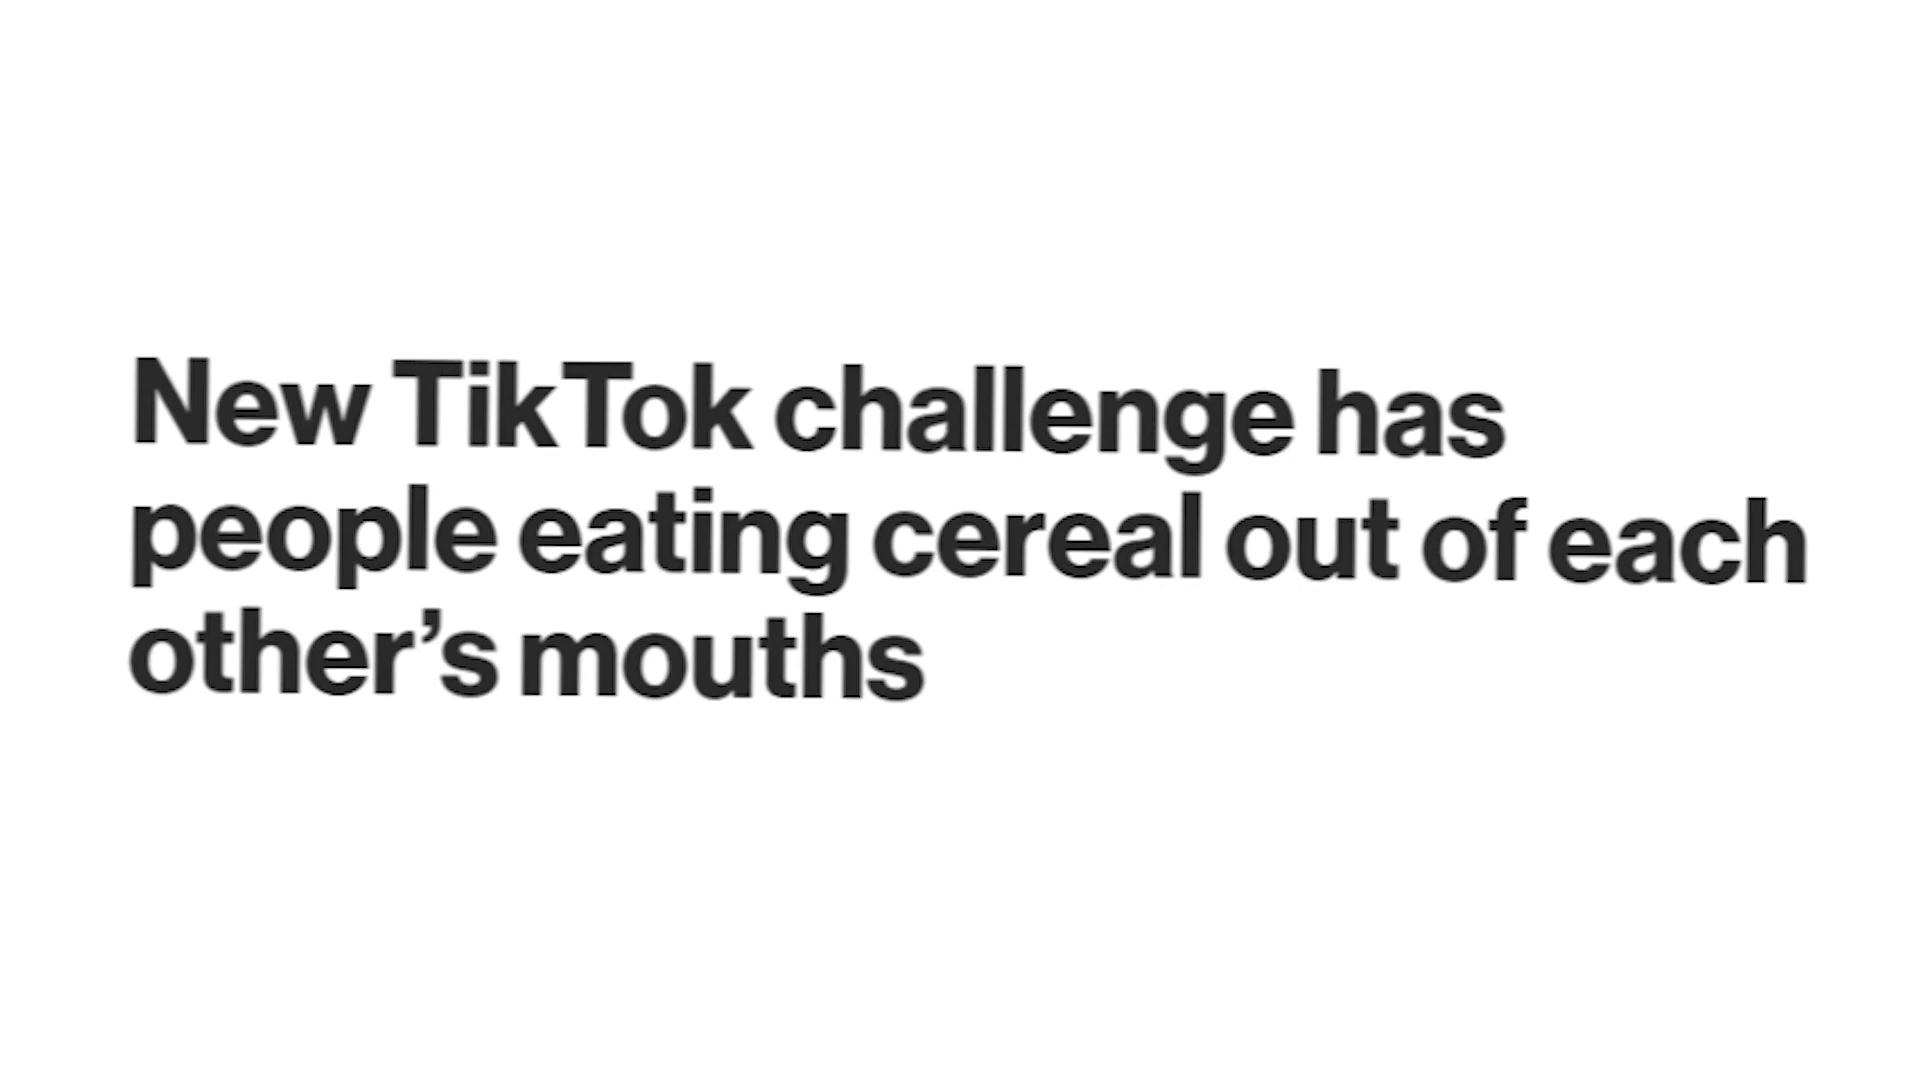 New TikTok challenge has
people eating cereal out of each
other’s mouths